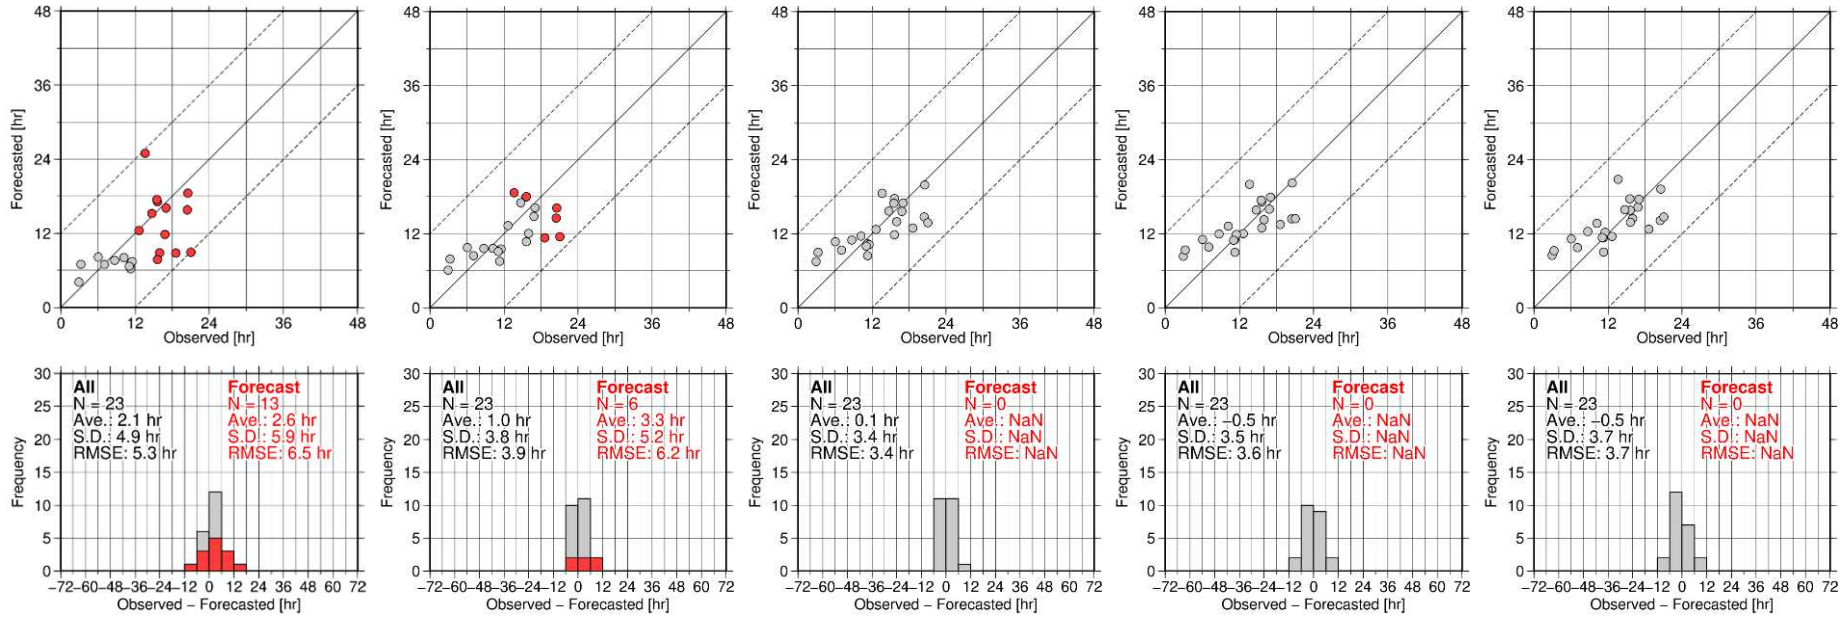 48
36
24
12
0
Forecasted [hr]
0 12 24 36 48
Observed [hr]
48
36
24
12
0
Forecasted [hr]
0 12 24 36 48
Observed [hr]
48
36
24
12
0
Forecasted [hr]
0 12 24 36 48
Observed [hr]
48
36
24
12
0
Forecasted [hr]
0 12 24 36 48
Observed [hr]
48
36
24
12
0
Forecasted [hr]
0 12 24 36 48
Observed [hr]
30
25
20
15
10
5
0
Frequency
All
N = 23
Ave.: 2.1 hr
S.D.: 4.9 hr
RMSE: 5.3 hr
Forecast
N = 13
Ave.: 2.6 hr
S.D.: 5.9 hr
RMSE: 6.5 hr
−72−60−48−36−24−12 0 12 24 36 48 60 72
Observed − Forecasted [hr]
30
25
20
15
10
5
0
Frequency
All
N = 23
Ave.: 1.0 hr
S.D.: 3.8 hr
RMSE: 3.9 hr
Forecast
N = 6
Ave.: 3.3 hr
S.D.: 5.2 hr
RMSE: 6.2 hr
−72−60−48−36−24−12 0 12 24 36 48 60 72
Observed − Forecasted [hr]
30
25
20
15
10
5
0
Frequency
All
N = 23
Ave.: 0.1 hr
S.D.: 3.4 hr
RMSE: 3.4 hr
Forecast
N = 0
Ave.: NaN
S.D.: NaN
RMSE: NaN
−72−60−48−36−24−12 0 12 24 36 48 60 72
Observed − Forecasted [hr]
30
25
20
15
10
5
0
Frequency
All
N = 23
Ave.: −0.5 hr
S.D.: 3.5 hr
RMSE: 3.6 hr
Forecast
N = 0
Ave.: NaN
S.D.: NaN
RMSE: NaN
−72−60−48−36−24−12 0 12 24 36 48 60 72
Observed − Forecasted [hr]
30
25
20
15
10
5
0
Frequency
All
N = 23
Ave.: −0.5 hr
S.D.: 3.7 hr
RMSE: 3.7 hr
Forecast
N = 0
Ave.: NaN
S.D.: NaN
RMSE: NaN
−72−60−48−36−24−12 0 12 24 36 48 60 72
Observed − Forecasted [hr]